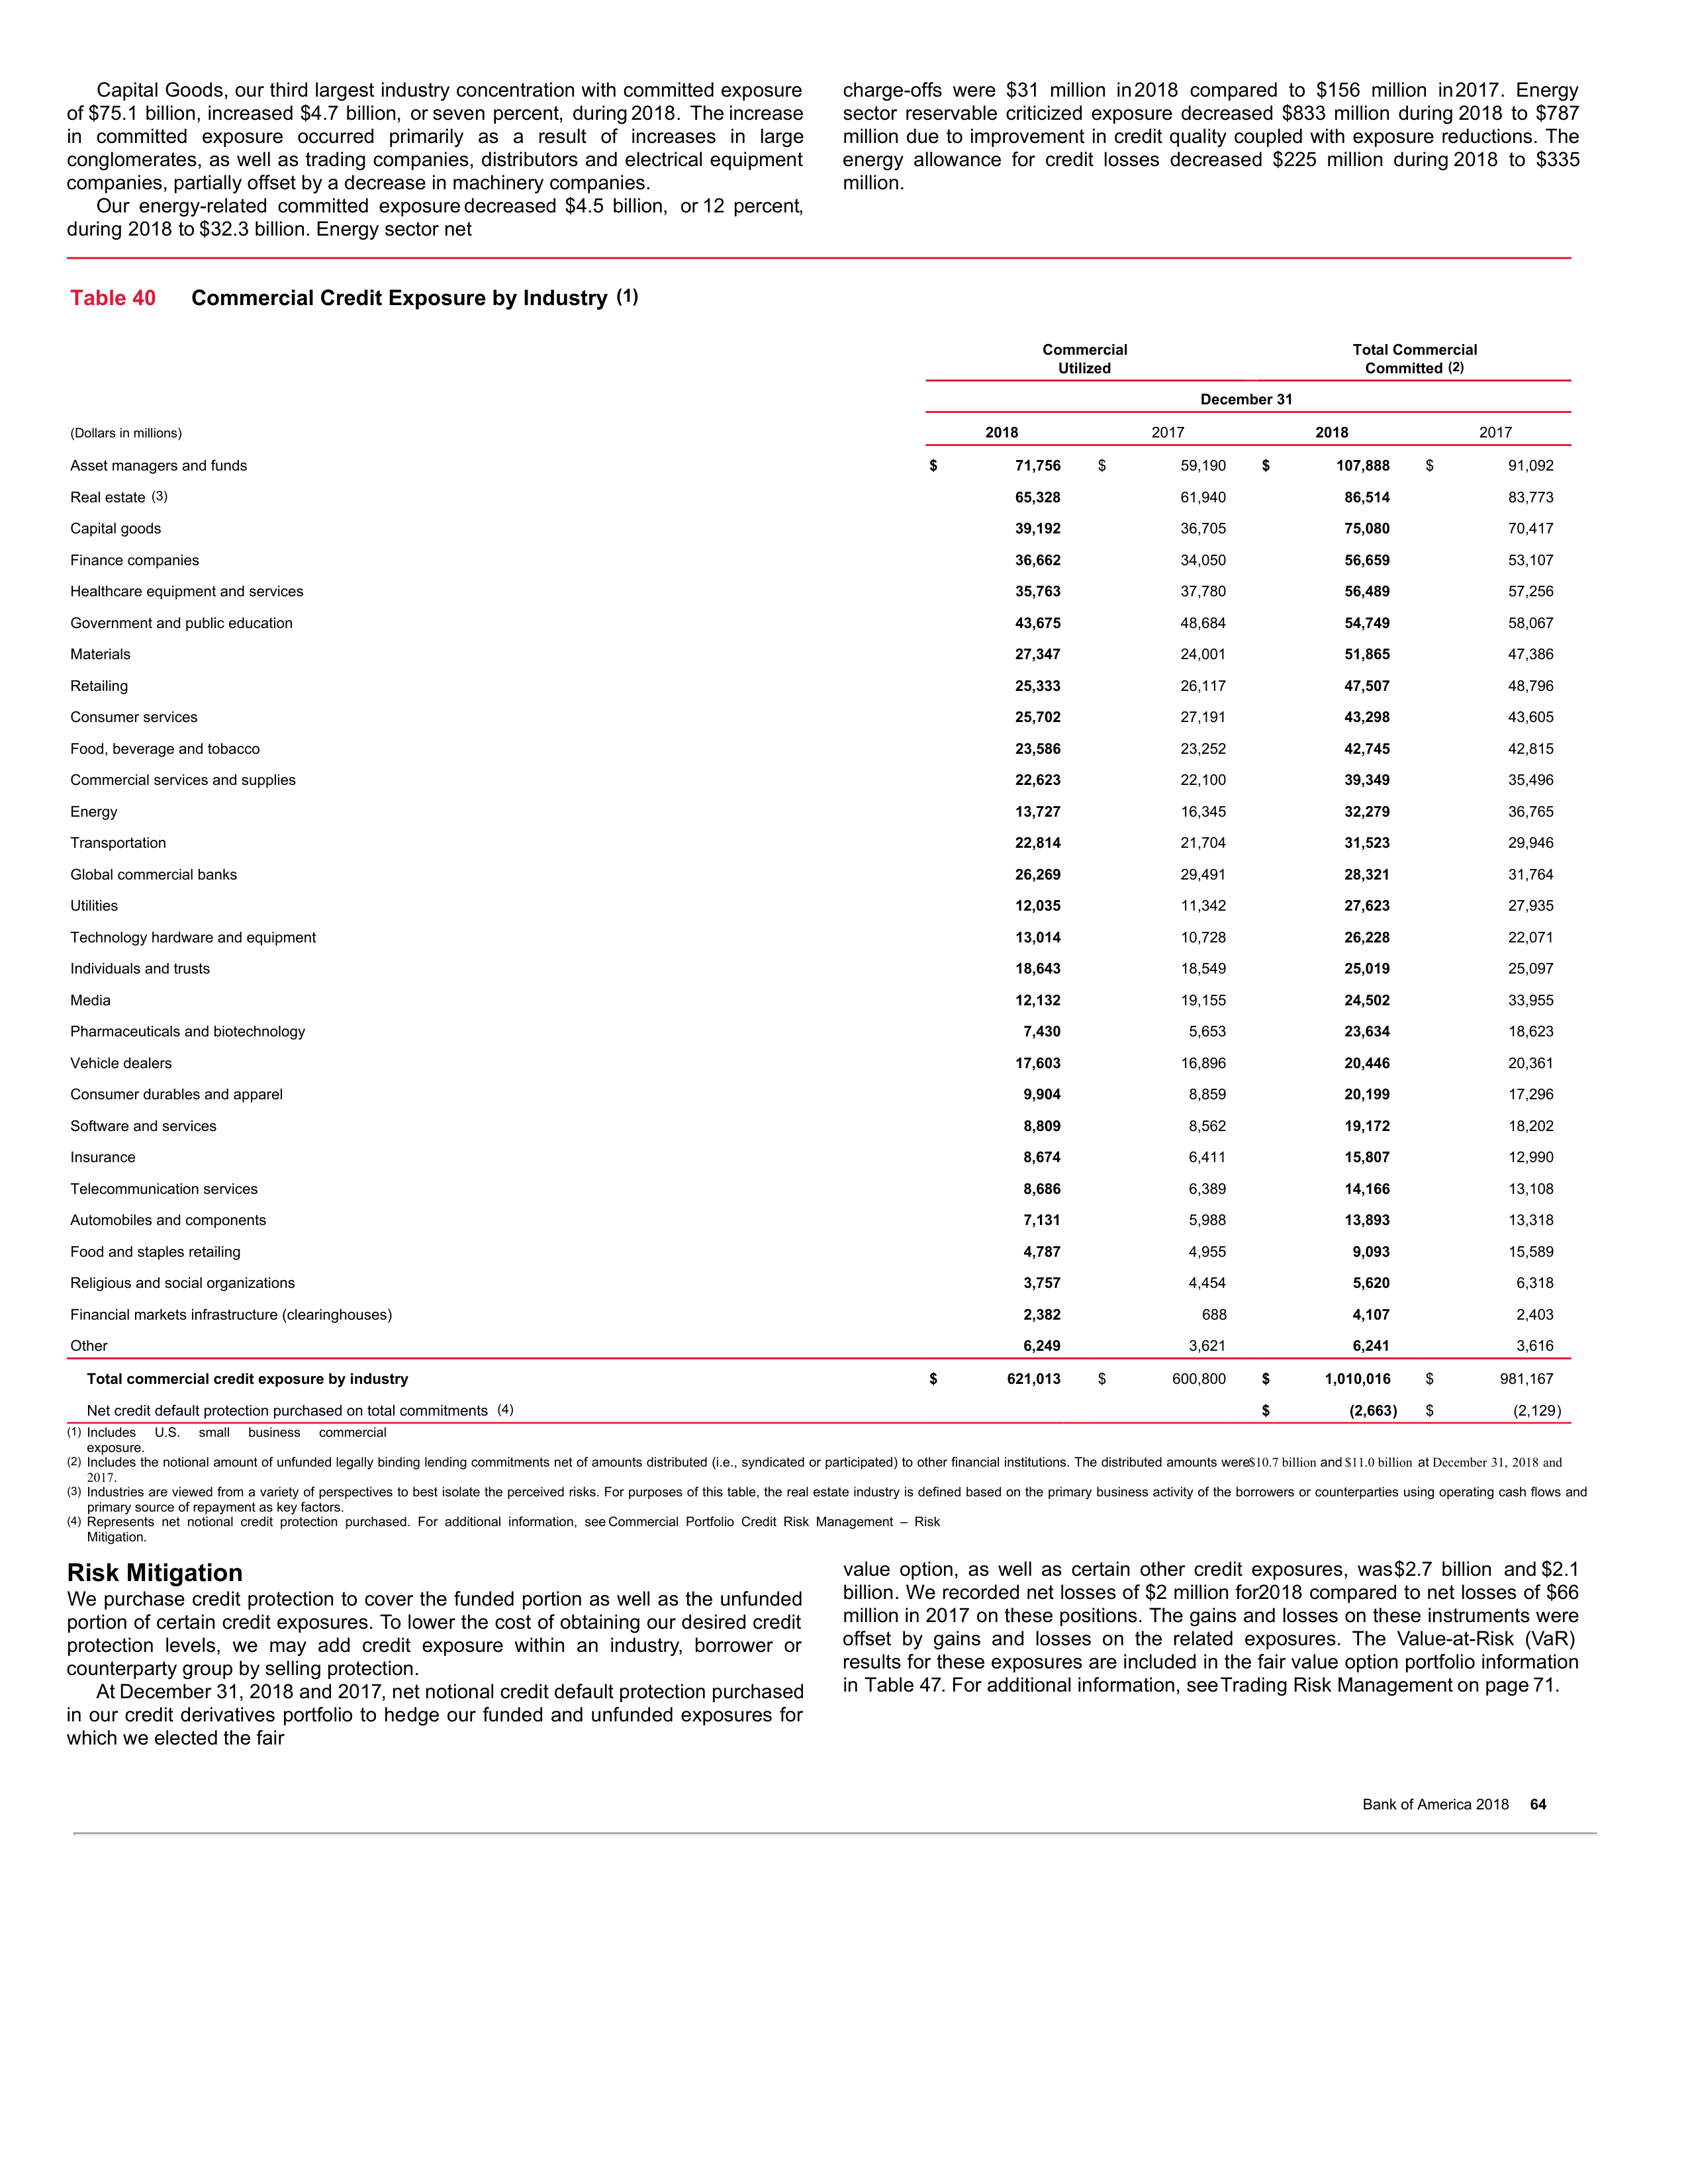 Capital Goods, our third largest industry concentration with committed exposure
of $75.1 billion, increased $4.7 billion, or seven percent, during 2018. The increase
in committed exposure occurred primarily as a result of increases in large
conglomerates, as well as trading companies, distributors and electrical equipment
companies, partially offset by a decrease in machinery companies.
Our energy-related committed exposure decreased $4.5 billion, or 12 percent,
during 2018 to $32.3 billion. Energy sector net
charge-offs were $31 million in 2018 compared to $156 million in 2017. Energy
sector reservable criticized exposure decreased $833 million during 2018 to $787
million due to improvement in credit quality coupled with exposure reductions. The
energy allowance for credit losses decreased $225 million during 2018 to $335
million.
Table 40 Commercial Credit Exposure by Industry (1)
Commercial
Utilized
Total Commercial
Committed (2)
December 31
(Dollars in millions) 2018 2017 2018 2017
Asset managers and funds $ 71,756 $ 59,190 $ 107,888 $ 91,092
Real estate (3) 65,328 61,940 86,514 83,773
Capital goods 39,192 36,705 75,080 70,417
Finance companies 36,662 34,050 56,659 53,107
Healthcare equipment and services 35,763 37,780 56,489 57,256
Government and public education 43,675 48,684 54,749 58,067
Materials 27,347 24,001 51,865 47,386
Retailing 25,333 26,117 47,507 48,796
Consumer services 25,702 27,191 43,298 43,605
Food, beverage and tobacco 23,586 23,252 42,745 42,815
Commercial services and supplies 22,623 22,100 39,349 35,496
Energy 13,727 16,345 32,279 36,765
Transportation 22,814 21,704 31,523 29,946
Global commercial banks 26,269 29,491 28,321 31,764
Utilities 12,035 11,342 27,623 27,935
Technology hardware and equipment 13,014 10,728 26,228 22,071
Individuals and trusts 18,643 18,549 25,019 25,097
Media 12,132 19,155 24,502 33,955
Pharmaceuticals and biotechnology 7,430 5,653 23,634 18,623
Vehicle dealers 17,603 16,896 20,446 20,361
Consumer durables and apparel 9,904 8,859 20,199 17,296
Software and services 8,809 8,562 19,172 18,202
Insurance 8,674 6,411 15,807 12,990
Telecommunication services 8,686 6,389 14,166 13,108
Automobiles and components 7,131 5,988 13,893 13,318
Food and staples retailing 4,787 4,955 9,093 15,589
Religious and social organizations 3,757 4,454 5,620 6,318
Financial markets infrastructure (clearinghouses) 2,382 688 4,107 2,403
Other 6,249 3,621 6,241 3,616
Total commercial credit exposure by industry $ 621,013 $ 600,800 $ 1,010,016 $ 981,167
Net credit default protection purchased on total commitments (4) $ (2,663) $ (2,129)
(1) Includes U.S. small business commercial
exposure.
(2) Includes the notional amount of unfunded legally binding lending commitments net of amounts distributed (i.e., syndicated or participated) to other financial institutions. The distributed amounts were $10.7 billion and $11.0 billion at December 31, 2018 and
2017.
(3) Industries are viewed from a variety of perspectives to best isolate the perceived risks. For purposes of this table, the real estate industry is defined based on the primary business activity of the borrowers or counterparties using operating cash flows and
primary source of repayment as key factors.
(4) Represents net notional credit protection purchased. For additional information, see Commercial Portfolio Credit Risk Management – Risk
Mitigation.
Risk Mitigation
We purchase credit protection to cover the funded portion as well as the unfunded
portion of certain credit exposures. To lower the cost of obtaining our desired credit
protection levels, we may add credit exposure within an industry, borrower or
counterparty group by selling protection.
At December 31, 2018 and 2017, net notional credit default protection purchased
in our credit derivatives portfolio to hedge our funded and unfunded exposures for
which we elected the fair
value option, as well as certain other credit exposures, was $2.7 billion and $2.1
billion. We recorded net losses of $2 million for 2018 compared to net losses of $66
million in 2017 on these positions. The gains and losses on these instruments were
offset by gains and losses on the related exposures. The Value-at-Risk (VaR)
results for these exposures are included in the fair value option portfolio information
in Table 47. For additional information, see Trading Risk Management on page 71.
Bank of America 2018 64